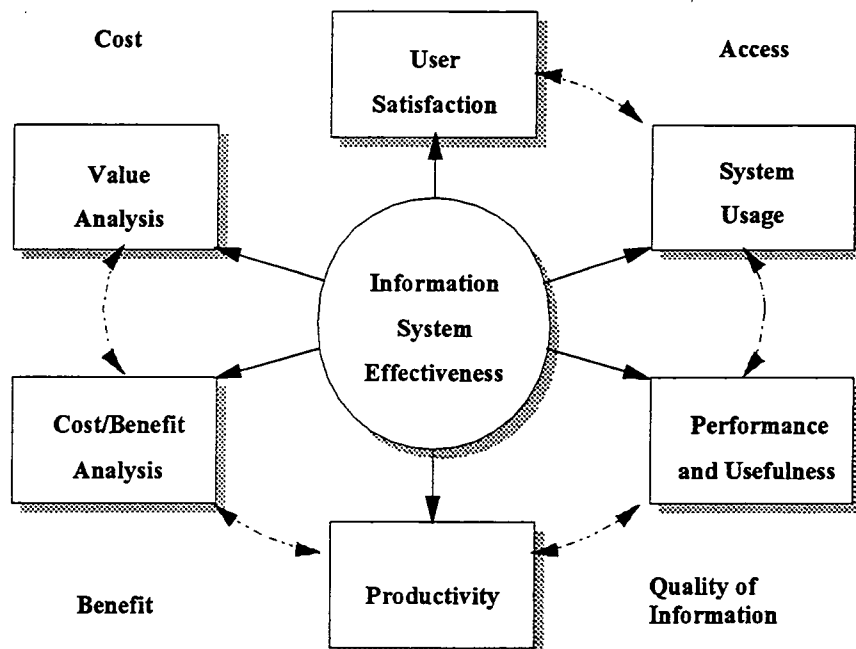 Cost
User
Satisfaction
Access
Value
Analysis
System
Usage
Information
System
Effectiveness
Cost/Benefit
Analysis
Performance
and Usefulness
Productivity
Benefit
Quality of
Information